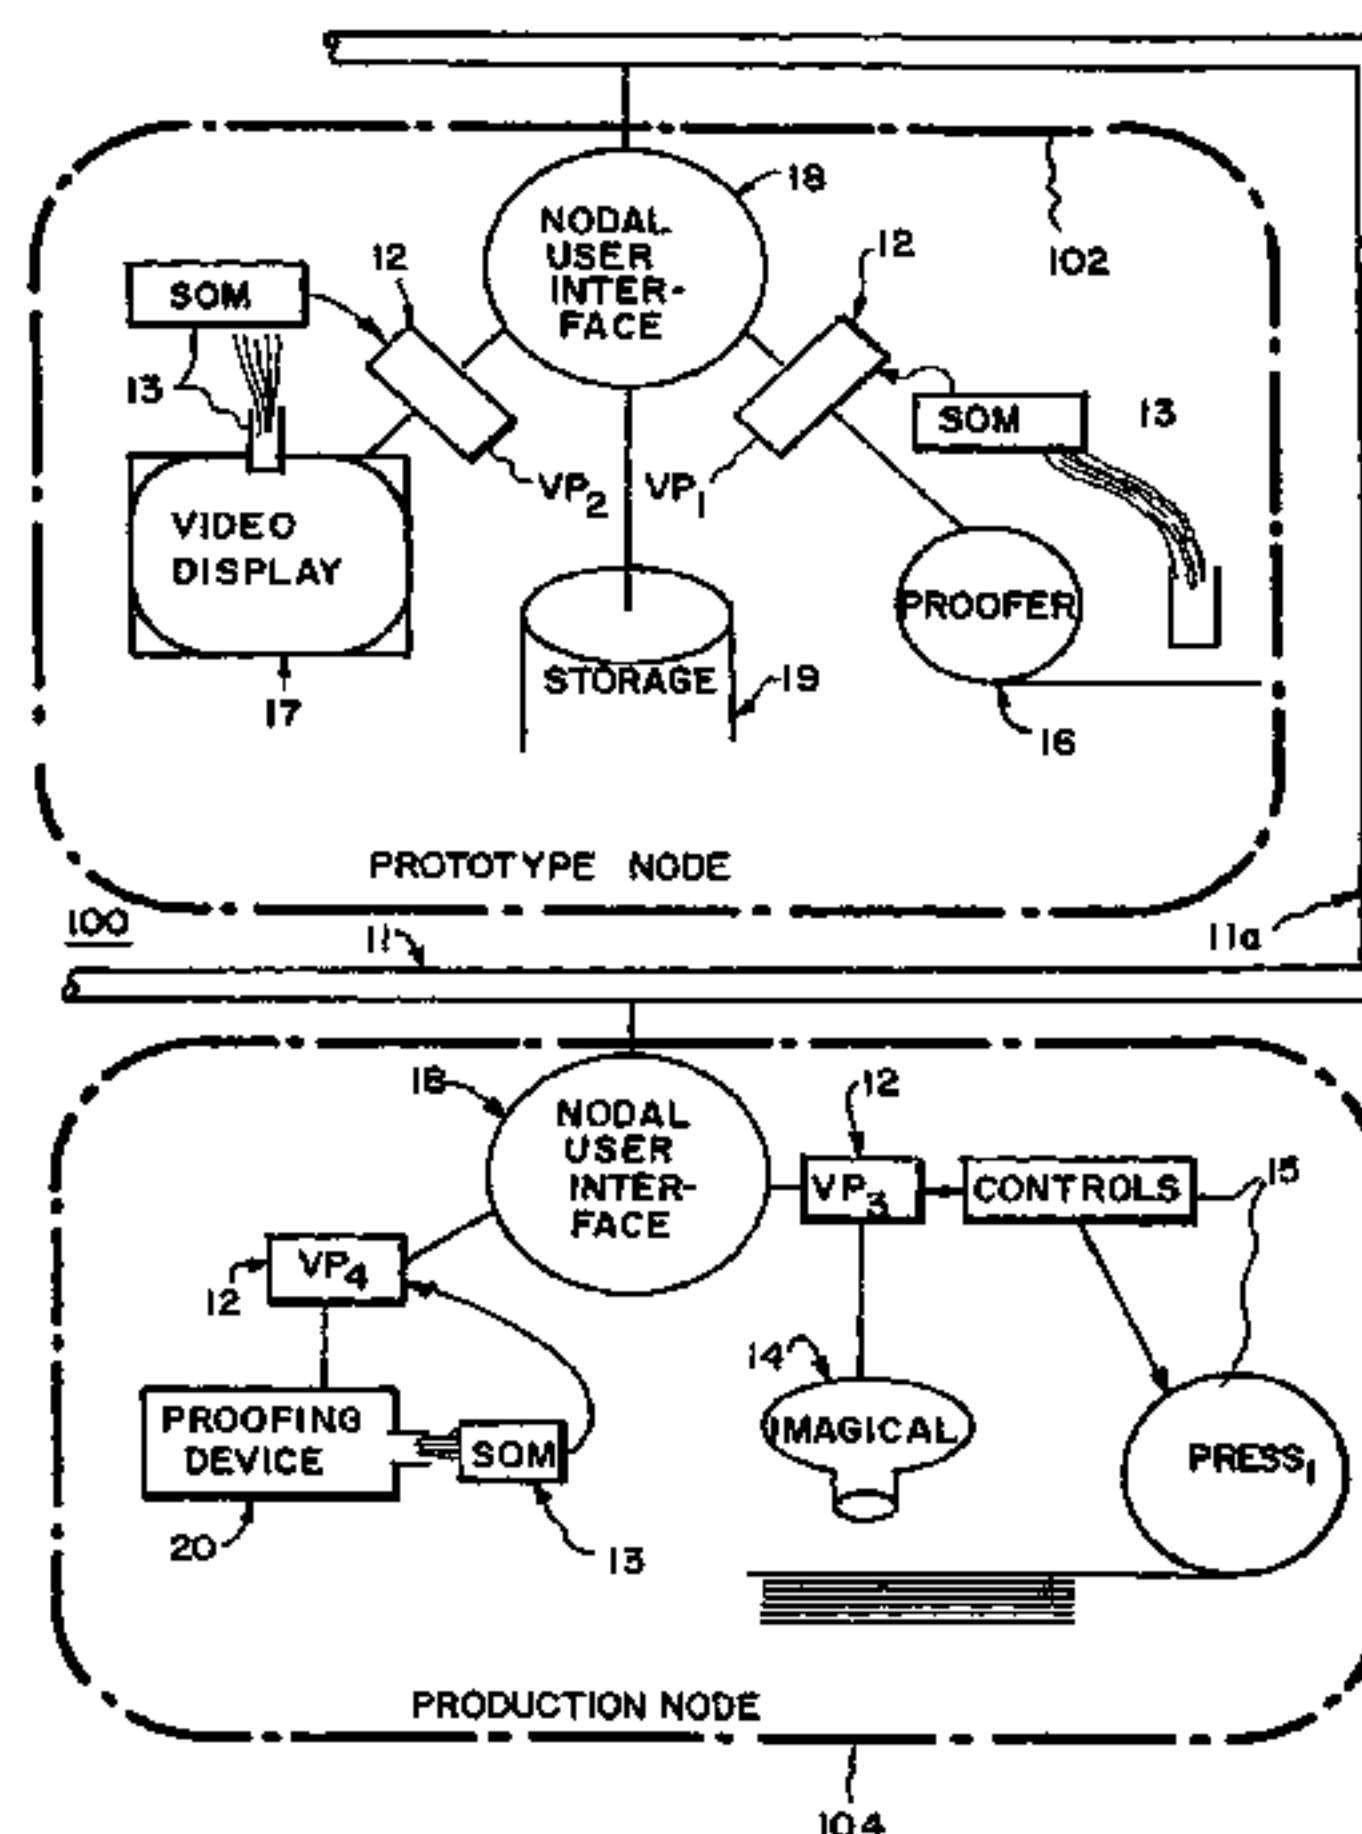 18
NODAL
USER
INTER-
FACE
12
12
102
SOM
13
SOM
13
VP2
VP1
VIDEO
DISPLAY
PROOFER
STORAGE
19
17
16
PROTOTYPE NODE
100
11
11a
18
12
NODAL
USER
INTER-
FACE
VP3
CONTROLS
15
VP4
12
14
PROOFING
DEVICE
SOM
IMAGICAL
PRESS1
20
13
PRODUCTION NODE
104